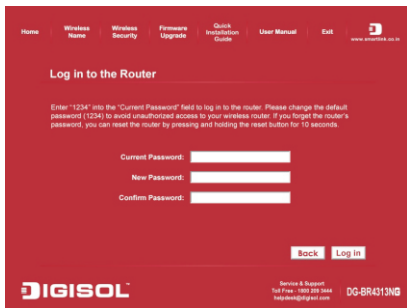 Home
Wireless Name
Wireless Security
Firmware Upgrade
Quick Installation Guide
User Manual
Exit
www.smartlink.co.in
Log in to the Router
Enter "1234" into the "Current Password" field to log in to the router. Please change the default
password (1234) to avoid unauthorized access to your wireless router. If you forget the router's
password, you can reset the router by pressing and holding the reset button for 10 seconds.
Current Password:
New Password:
Confirm Password:
Back
Log in
DIGISOL
Service & Support
Toll Free - 1800 209 3444
helpdesk@digisol.com
DG-BR4313NG